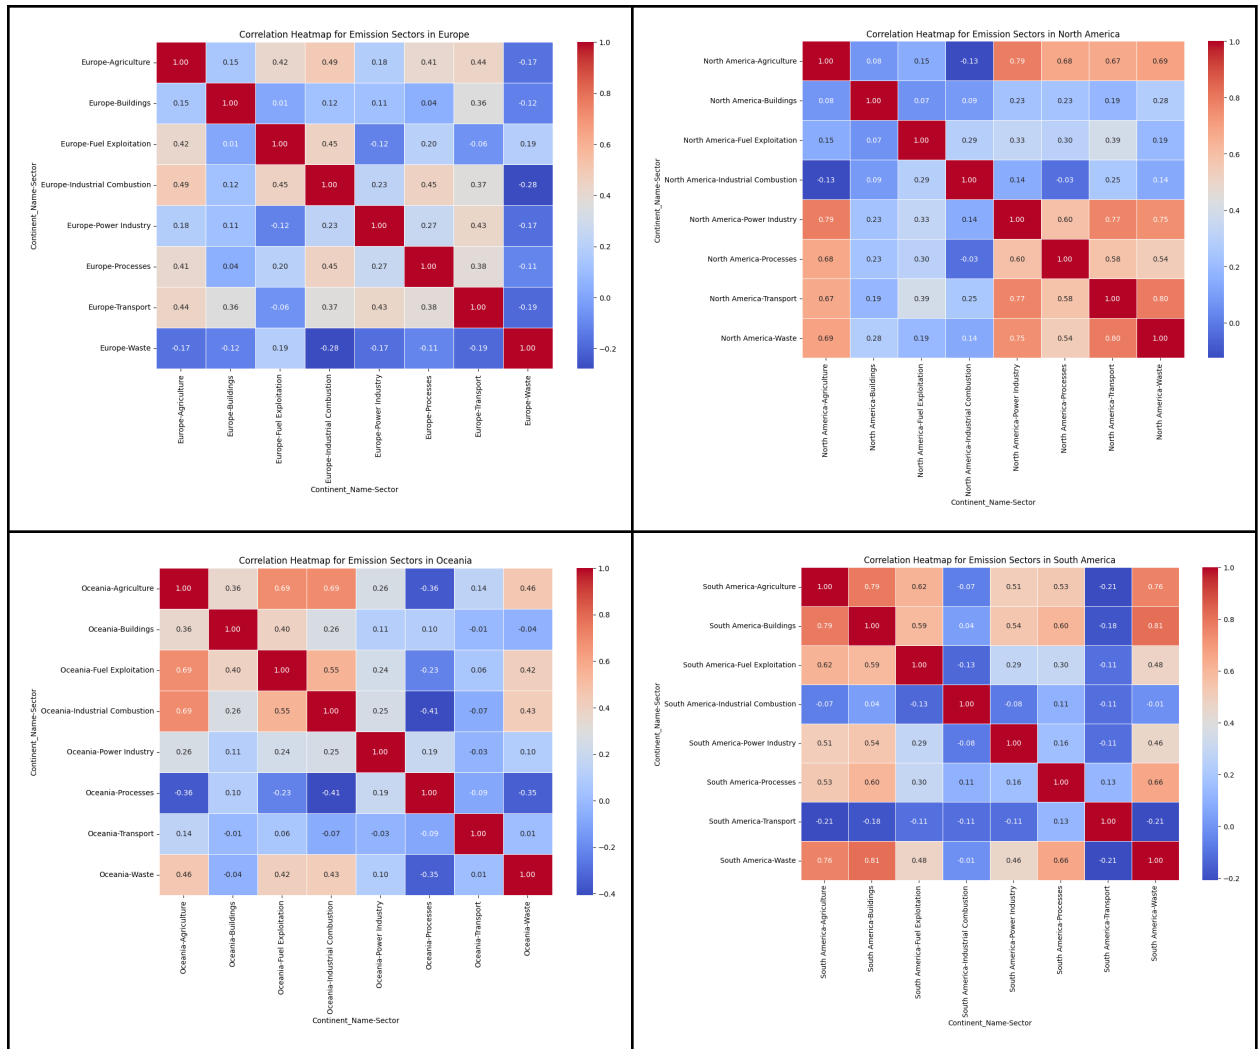 Correlation Heatmap for Emission Sectors in Europe
Continent_Name-Sector
Europe-Agriculture 1.00 0.15 0.42 0.49 0.18 0.41 0.44 -0.17
Europe-Buildings 0.15 1.00 0.01 0.12 0.11 0.04 0.36 -0.12
Europe-Fuel Exploitation 0.42 0.01 1.00 0.45 -0.12 0.20 -0.06 0.19
Europe-Industrial Combustion 0.49 0.12 0.45 1.00 0.23 0.45 0.37 -0.28
Europe-Power Industry 0.18 0.11 -0.12 0.23 1.00 0.27 0.43 -0.17
Europe-Processes 0.41 0.04 0.20 0.45 0.27 1.00 0.38 -0.11
Europe-Transport 0.44 0.36 -0.06 0.37 0.43 0.38 1.00 -0.19
Europe-Waste -0.17 -0.12 0.19 -0.28 -0.17 -0.11 -0.19 1.00
Europe-Agriculture
Europe-Buildings
Europe-Fuel Exploitation
Europe-Industrial Combustion
Europe-Power Industry
Europe-Processes
Europe-Transport
Europe-Waste
Continent_Name-Sector
1.0
0.8
0.6
0.4
0.2
0.0
−0.2
Correlation Heatmap for Emission Sectors in North America
Continent_Name-Sector
North America-Agriculture 1.00 0.08 0.15 -0.13 0.79 0.68 0.67 0.69
North America-Buildings 0.08 1.00 0.07 0.09 0.23 0.23 0.19 0.28
North America-Fuel Exploitation 0.15 0.07 1.00 0.29 0.33 0.30 0.39 0.19
North America-Industrial Combustion -0.13 0.09 0.29 1.00 0.14 -0.03 0.25 0.14
North America-Power Industry 0.79 0.23 0.33 0.14 1.00 0.60 0.77 0.75
North America-Processes 0.68 0.23 0.30 -0.03 0.60 1.00 0.58 0.54
North America-Transport 0.67 0.19 0.39 0.25 0.77 0.58 1.00 0.80
North America-Waste 0.69 0.28 0.19 0.14 0.75 0.54 0.80 1.00
North America-Agriculture
North America-Buildings
North America-Fuel Exploitation
North America-Industrial Combustion
North America-Power Industry
North America-Processes
North America-Transport
North America-Waste
Continent_Name-Sector
1.0
0.8
0.6
0.4
0.2
0.0
Correlation Heatmap for Emission Sectors in Oceania
Continent_Name-Sector
Oceania-Agriculture 1.00 0.36 0.69 0.69 0.26 -0.36 0.14 0.46
Oceania-Buildings 0.36 1.00 0.40 0.26 0.11 0.10 -0.01 -0.04
Oceania-Fuel Exploitation 0.69 0.40 1.00 0.55 0.24 -0.23 0.06 0.42
Oceania-Industrial Combustion 0.69 0.26 0.55 1.00 0.25 -0.41 -0.07 0.43
Oceania-Power Industry 0.26 0.11 0.24 0.25 1.00 0.19 -0.03 0.10
Oceania-Processes -0.36 0.10 -0.23 -0.41 0.19 1.00 -0.09 -0.35
Oceania-Transport 0.14 -0.01 0.06 -0.07 -0.03 -0.09 1.00 0.01
Oceania-Waste 0.46 -0.04 0.42 0.43 0.10 -0.35 0.01 1.00
Oceania-Agriculture
Oceania-Buildings
Oceania-Fuel Exploitation
Oceania-Industrial Combustion
Oceania-Power Industry
Oceania-Processes
Oceania-Transport
Oceania-Waste
Continent_Name-Sector
1.0
0.8
0.6
0.4
0.2
0.0
−0.2
−0.4
Correlation Heatmap for Emission Sectors in South America
Continent_Name-Sector
South America-Agriculture 1.00 0.79 0.62 -0.07 0.51 0.53 -0.21 0.76
South America-Buildings 0.79 1.00 0.59 0.04 0.54 0.60 -0.18 0.81
South America-Fuel Exploitation 0.62 0.59 1.00 -0.13 0.29 0.30 -0.11 0.48
South America-Industrial Combustion -0.07 0.04 -0.13 1.00 -0.08 0.11 -0.11 -0.01
South America-Power Industry 0.51 0.54 0.29 -0.08 1.00 0.16 -0.11 0.46
South America-Processes 0.53 0.60 0.30 0.11 0.16 1.00 0.13 0.66
South America-Transport -0.21 -0.18 -0.11 -0.11 -0.11 0.13 1.00 -0.21
South America-Waste 0.76 0.81 0.48 -0.01 0.46 0.66 -0.21 1.00
South America-Agriculture
South America-Buildings
South America-Fuel Exploitation
South America-Industrial Combustion
South America-Power Industry
South America-Processes
South America-Transport
South America-Waste
Continent_Name-Sector
1.0
0.8
0.6
0.4
0.2
0.0
−0.2